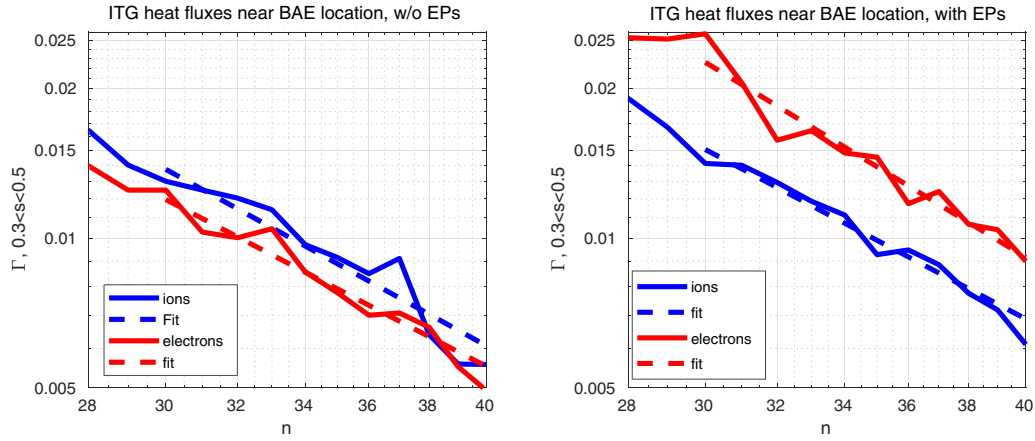 ITG heat fluxes near BAE location, w/o EPs
0.025
0.02
0.015
0.01
0.005
Γ, 0.3<s<0.5
ions
Fit
electrons
fit
28
30
32
34
36
38
40
n
ITG heat fluxes near BAE location, with EPs
0.025
0.02
0.015
0.01
0.005
Γ, 0.3<s<0.5
ions
fit
electrons
fit
28
30
32
34
36
38
40
n